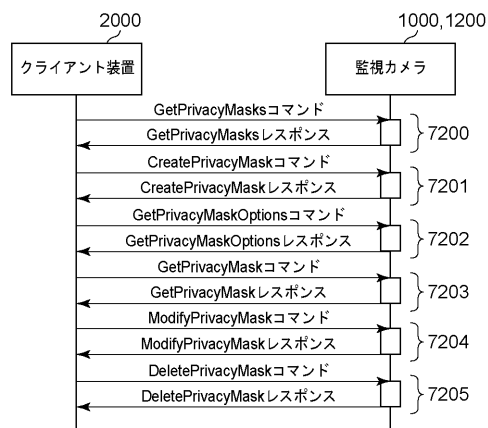 2000
1000,1200
クライアント装置
監視カメラ
GetPrivacyMasksコマンド
GetPrivacyMasksレスポンス
7200
CreatePrivacyMaskコマンド
CreatePrivacyMaskレスポンス
7201
GetPrivacyMaskOptionsコマンド
GetPrivacyMaskOptionsレスポンス
7202
GetPrivacyMaskコマンド
GetPrivacyMaskレスポンス
7203
ModifyPrivacyMaskコマンド
ModifyPrivacyMaskレスポンス
7204
DeletePrivacyMaskコマンド
DeletePrivacyMaskレスポンス
7205